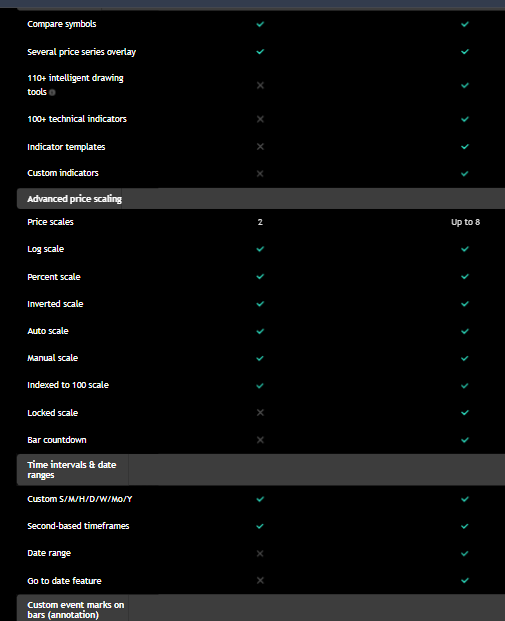 Compare symbols
Several price series overlay
110+ intelligent drawing
tools
100+ technical indicators
Indicator templates
Custom indicators
Advanced price scaling
Price scales 2 Up to 8
Log scale
Percent scale
Inverted scale
Auto scale
Manual scale
Indexed to 100 scale
Locked scale
Bar countdown
Time intervals & date
ranges
Custom S/M/H/D/W/Mo/Y
Second-based timeframes
Date range
Go to date feature
Custom event marks on
bars (annotation)